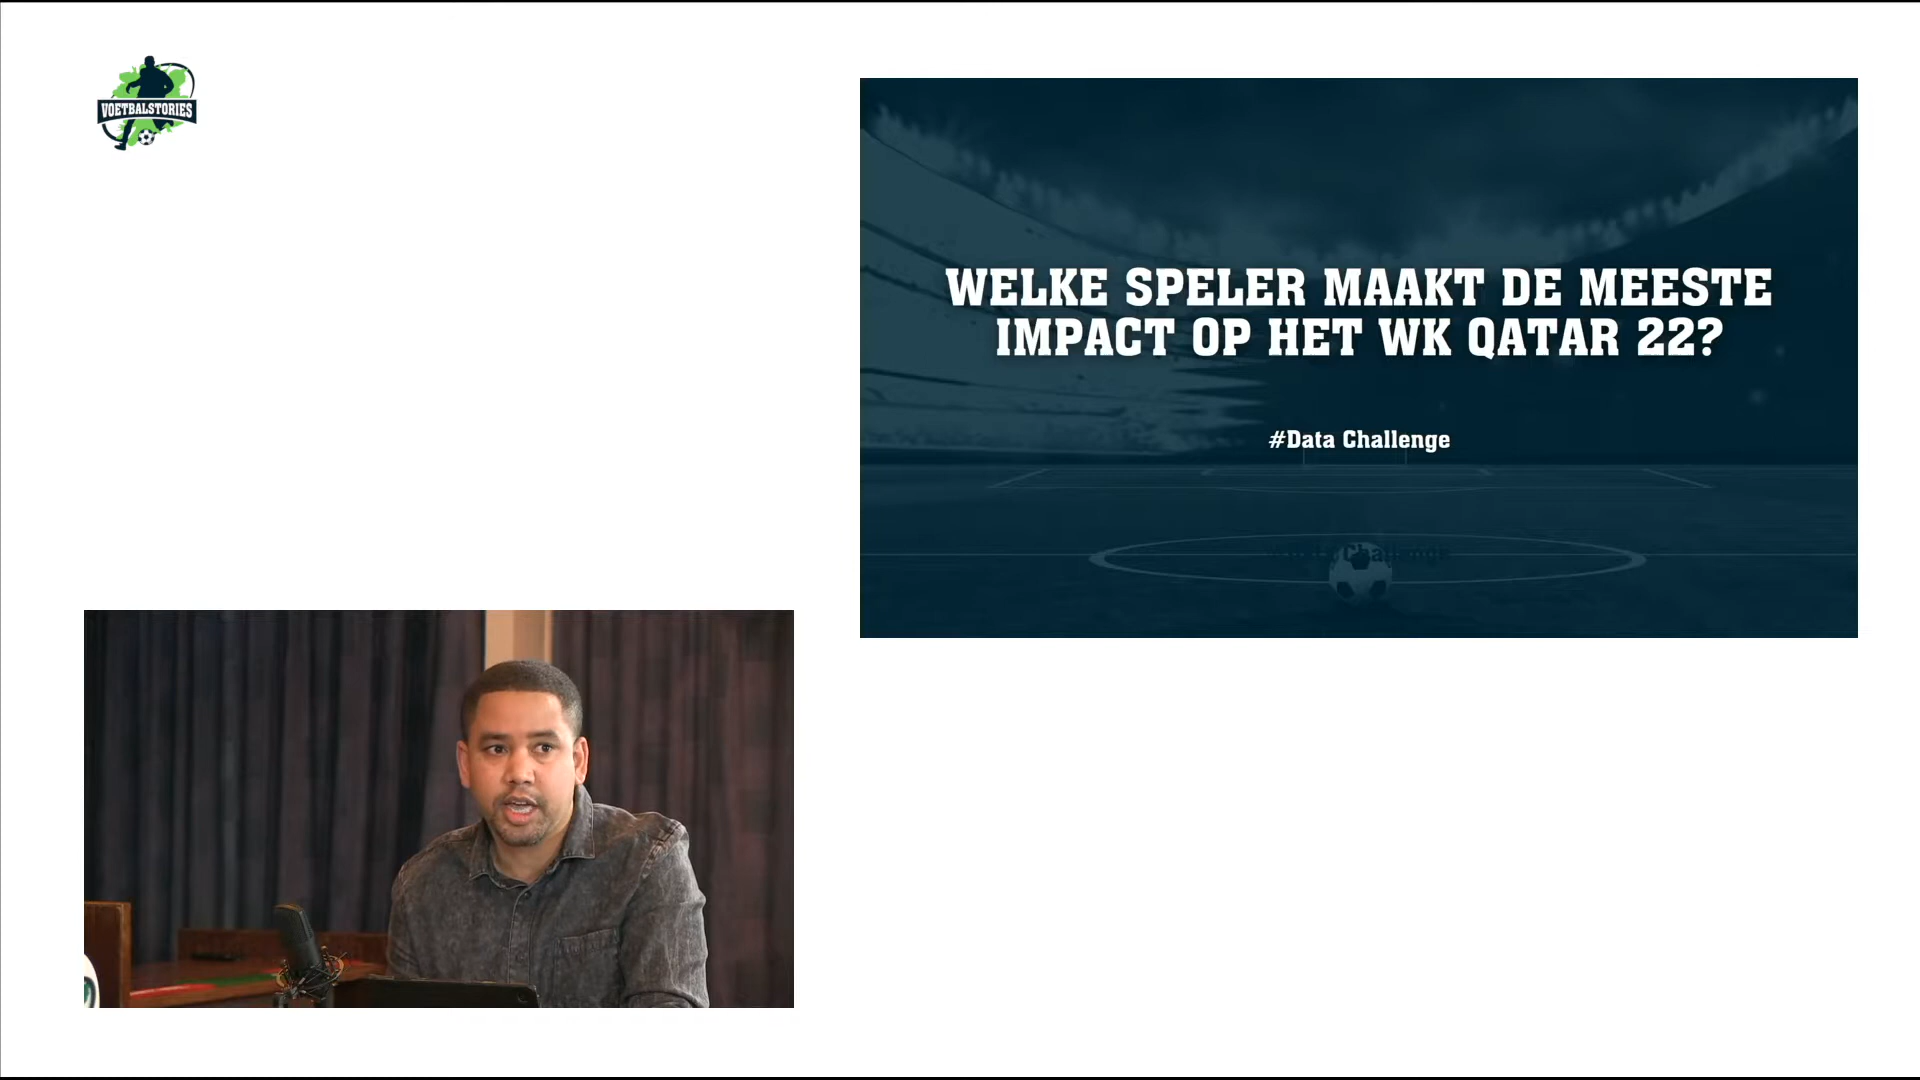 VOETBALSTORIES
WELKE SPELER MAAKT DE MEESTE
IMPACT OP HET WK QATAR 22?
#Data Challenge